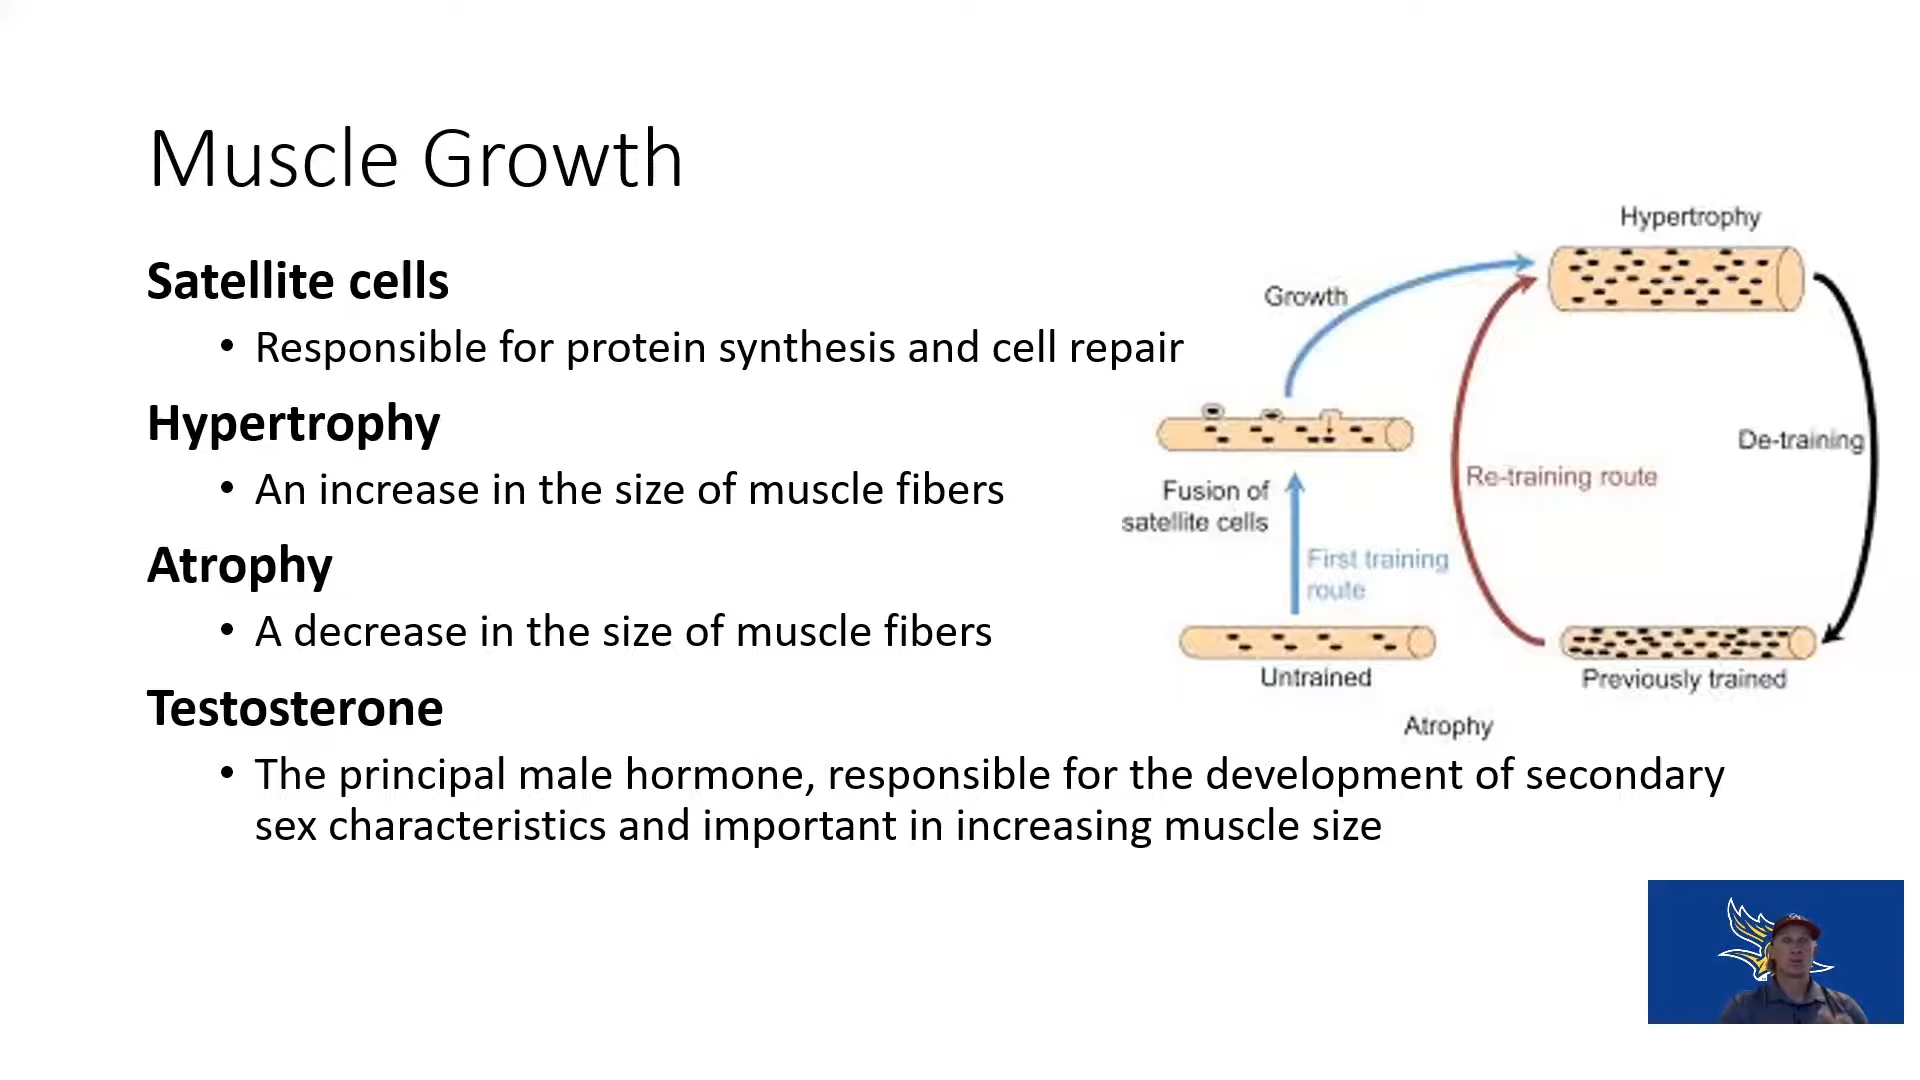 Muscle Growth
Satellite cells
• Responsible for protein synthesis and cell repair
Hypertrophy
• An increase in the size of muscle fibers
Atrophy
• A decrease in the size of muscle fibers
Testosterone
• The principal male hormone, responsible for the development of secondary
sex characteristics and important in increasing muscle size
Hypertrophy
Growth
De-training
Re-training route
Fusion of
satellite cells
First training
route
Untrained
Previously trained
Atrophy